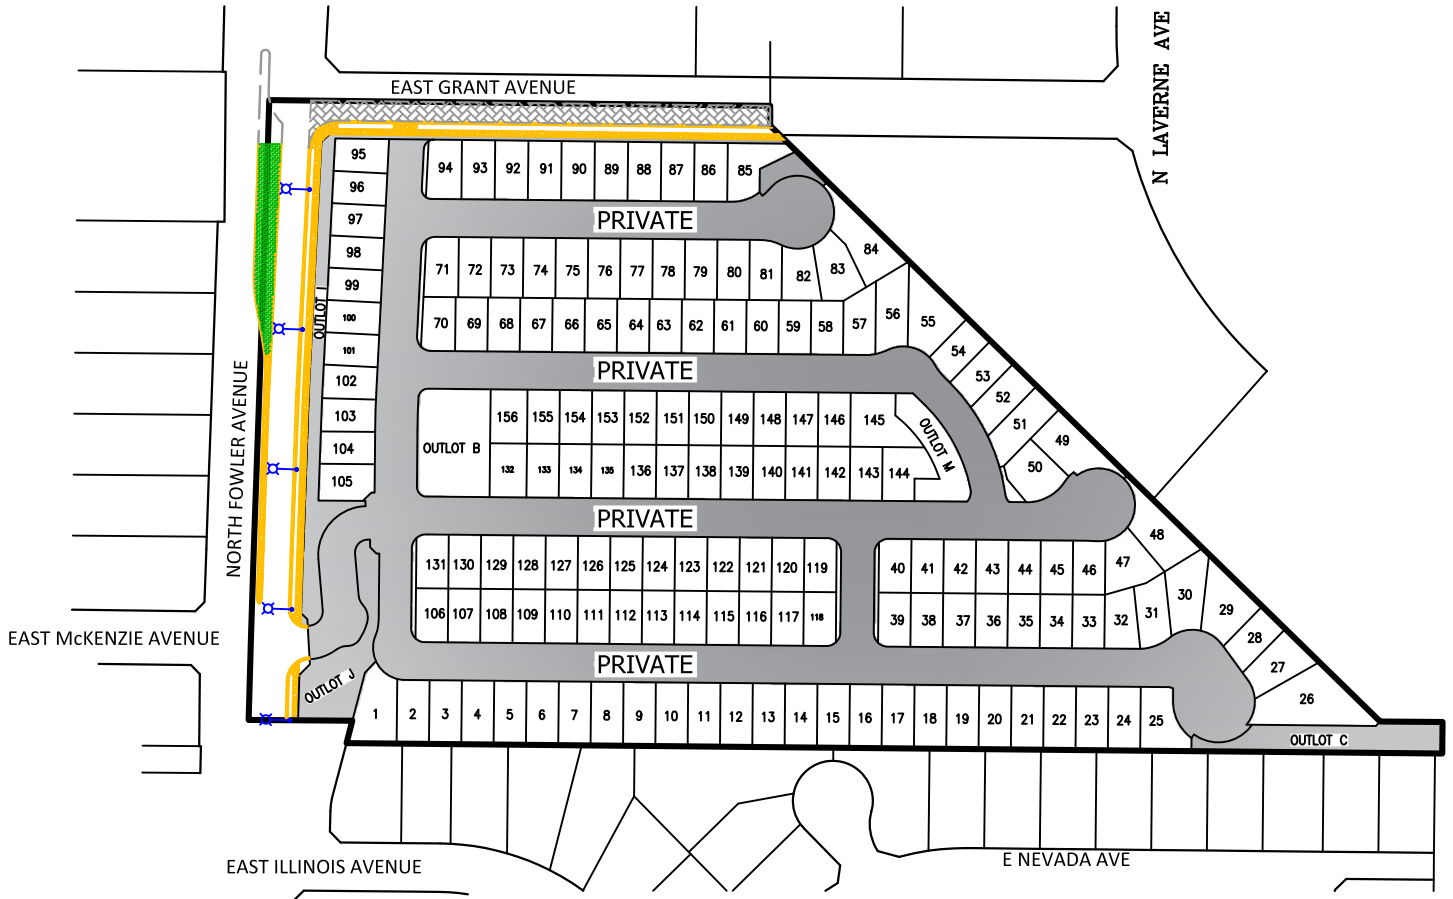 N LAVERNE AVE
EAST GRANT AVENUE
95
94 93 92 91 90 89 88 87 86 85
96
97
PRIVATE
98
84
99
71 72 73 74 75 76 77 78 79 80 81 82 83
OUTLOT I
100
70 69 68 67 66 65 64 63 62 61 60 59 58 57 56 55
101
54
102
PRIVATE
53
52
103
156 155 154 153 152 151 150 149 148 147 146 145
51
104
OUTLOT B
OUTLOT M
49
105
132 133 134 135 136 137 138 139 140 141 142 143 144
50
NORTH FOWLER AVENUE
PRIVATE
48
131 130 129 128 127 126 125 124 123 122 121 120 119
40 41 42 43 44 45 46 47
106 107 108 109 110 111 112 113 114 115 116 117 118
39 38 37 36 35 34 33 32 31 30 29
EAST McKENZIE AVENUE
28
PRIVATE
27
OUTLOT J
26
1 2 3 4 5 6 7 8 9 10 11 12 13 14 15 16 17 18 19 20 21 22 23 24 25
OUTLOT C
EAST ILLINOIS AVENUE
E NEVADA AVE